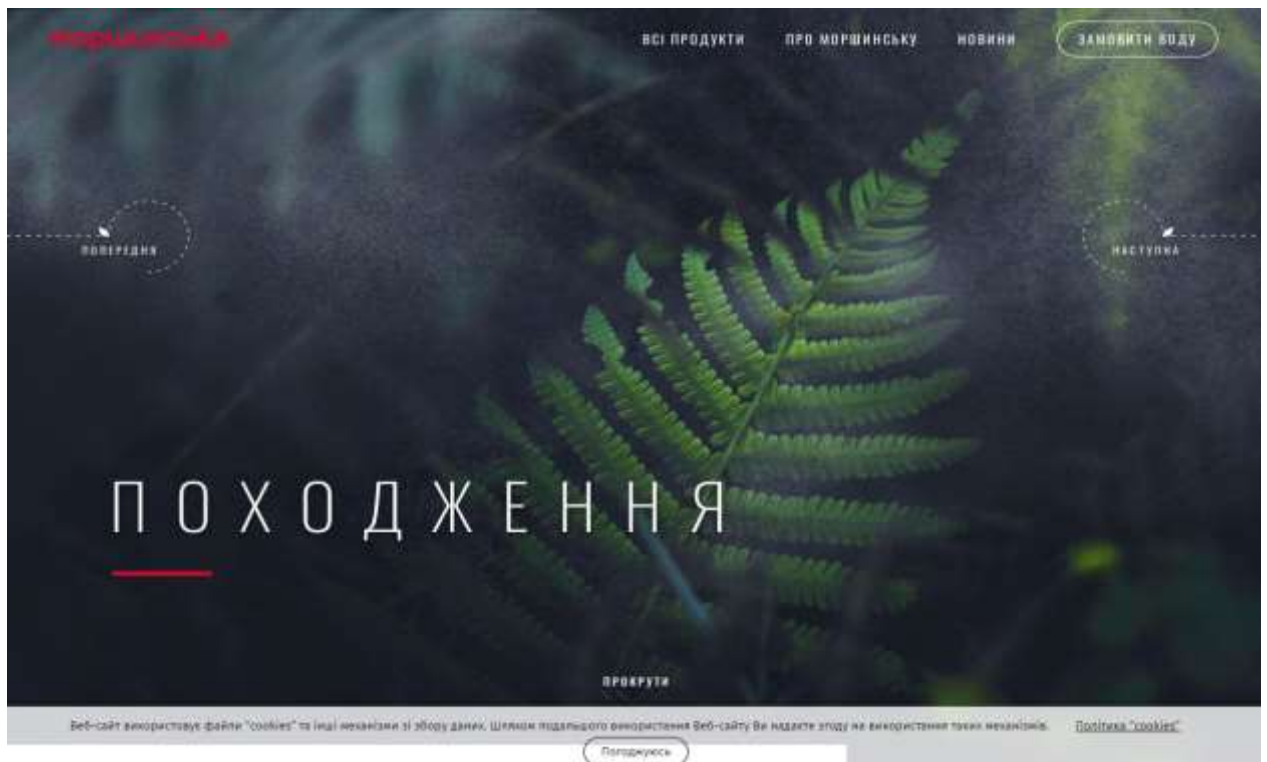 моршинська
ВСІ ПРОДУКТИ
ПРО МОРШИНСЬКУ
НОВИНИ
ЗАМОВИТИ ВОДУ
ПОПЕРЕДНЯ
НАСТУПНА
ПОХОДЖЕННЯ
ПРОКРУТИ
Веб-сайт використовує файли "cookies" та інші механізми зі збору даних. Шляхом подальшого використання Веб-сайту Ви надаєте згоду на використання таких механізмів. Політика "cookies"
Погоджуюсь